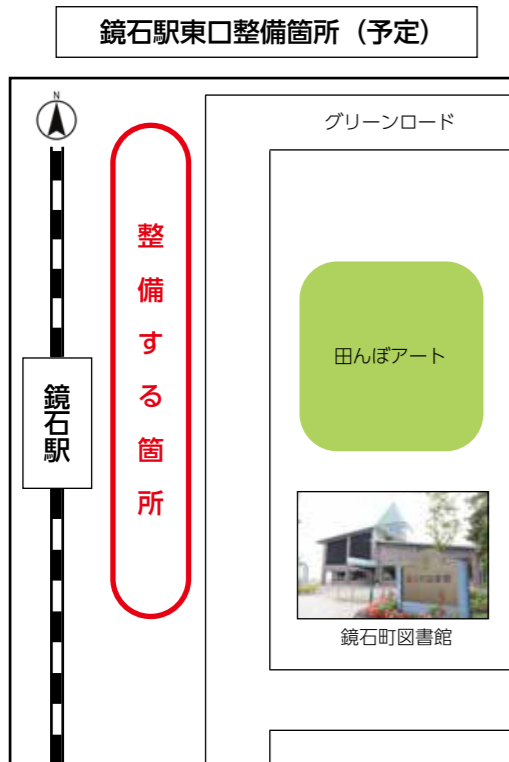 鏡石駅東口整備箇所（予定）
N
グリーンロード
整備する箇所
田んぼアート
鏡石駅
鏡石町図書館